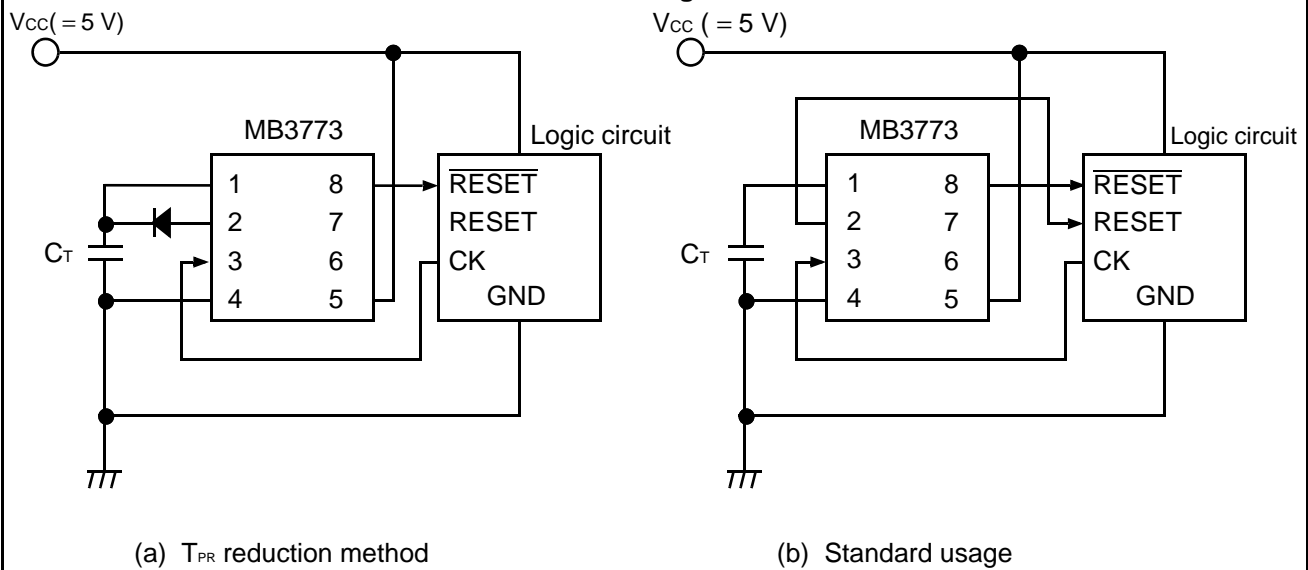 VCC( = 5 V)
VCC ( = 5 V)
MB3773
Logic circuit
1 8
2 7
3 6
4 5
RESET
RESET
CK
GND
CT
MB3773
Logic circuit
1 8
2 7
3 6
4 5
RESET
RESET
CK
GND
CT
(a) TPR reduction method
(b) Standard usage